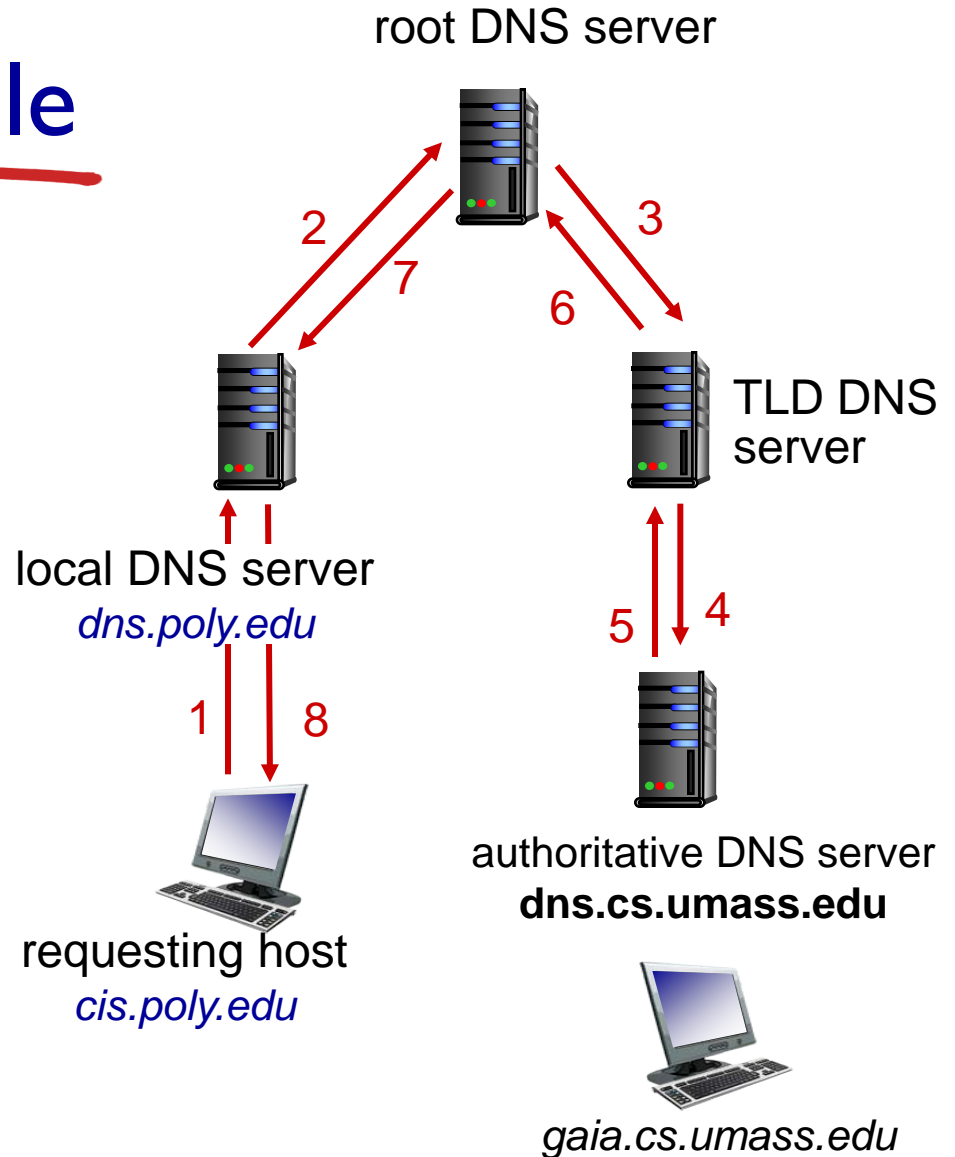 root DNS server
le
2
3
7
6
TLD DNS
server
local DNS server
dns.poly.edu
5
4
1
8
authoritative DNS server
dns.cs.umass.edu
requesting host
cis.poly.edu
gaia.cs.umass.edu